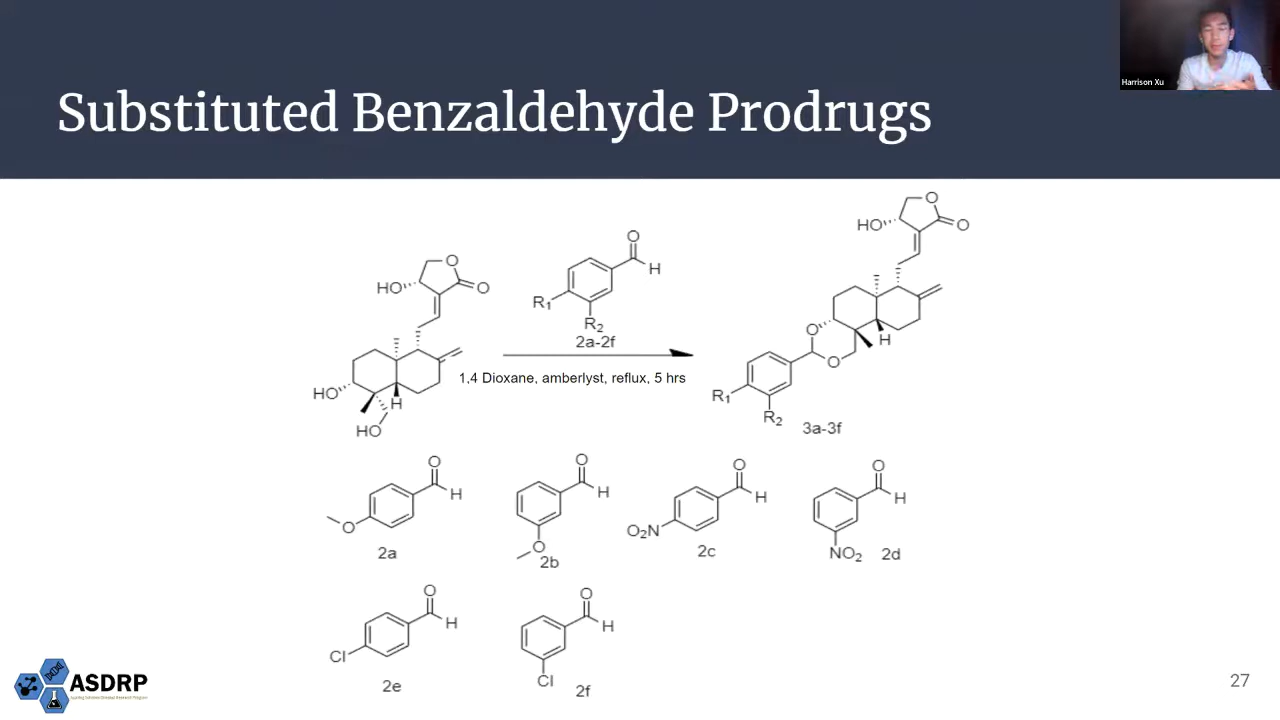 Harrison Xu
Substituted Benzaldehyde Prodrugs
HO
O
O
HO
H
HO
O
H
R1
R2
2a-2f
1,4 Dioxane, amberlyst, reflux, 5 hrs
HO
O
O
O
O
H
R1
R2
3a-3f
O
H
O
2a
O
H
O
2b
O
H
O2N
2c
O
H
NO2
2d
O
H
Cl
2e
O
H
Cl
2f
ASDRP
27